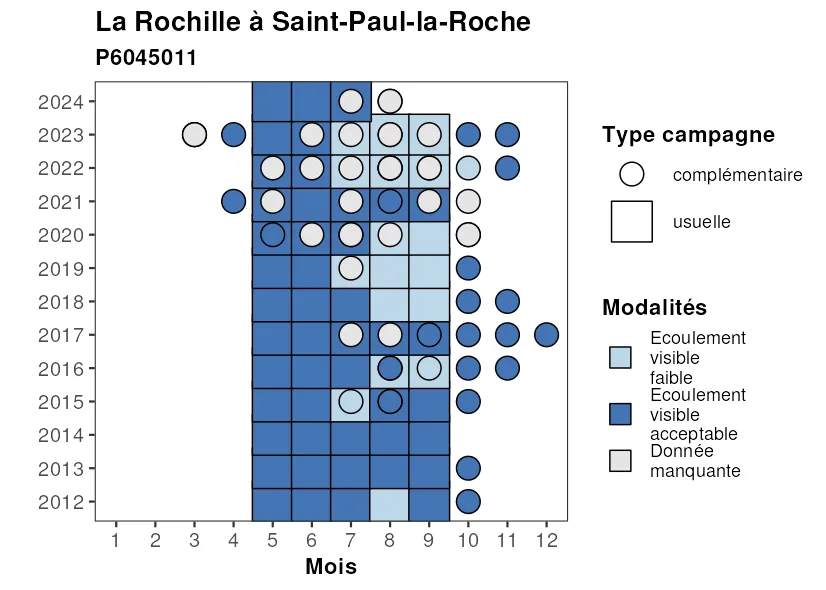 La Rochille à Saint-Paul-la-Roche
P6045011
2024
2023
2022
2021
2020
2019
2018
2017
2016
2015
2014
2013
2012
1 2 3 4 5 6 7 8 9 10 11 12
Mois
Type campagne
complémentaire
usuelle
Modalités
Ecoulement
visible
faible
Ecoulement
visible
acceptable
Donnée
manquante